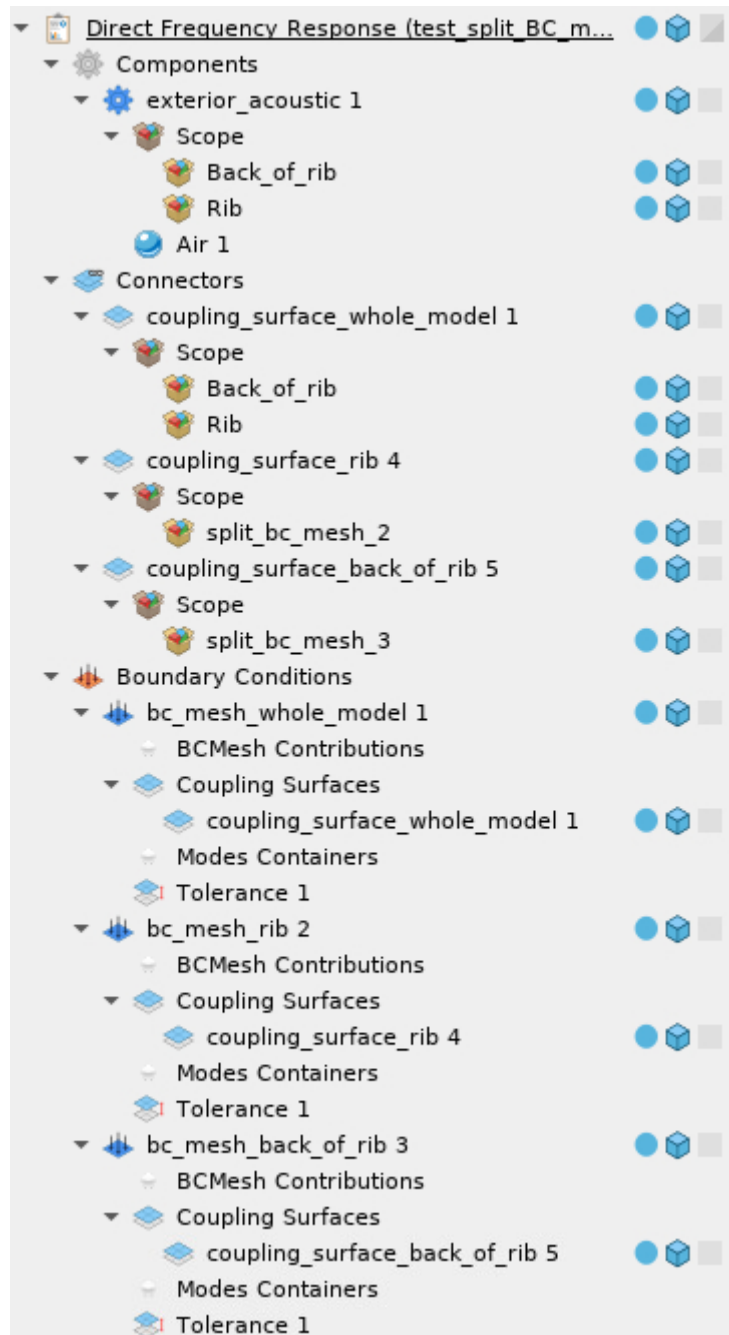 Direct Frequency Response (test_split_BC_m...
Components
exterior_acoustic 1
Scope
Back_of_rib
Rib
Air 1
Connectors
coupling_surface_whole_model 1
Scope
Back_of_rib
Rib
coupling_surface_rib 4
Scope
split_bc_mesh_2
coupling_surface_back_of_rib 5
Scope
split_bc_mesh_3
Boundary Conditions
bc_mesh_whole_model 1
BCMesh Contributions
Coupling Surfaces
coupling_surface_whole_model 1
Modes Containers
Tolerance 1
bc_mesh_rib 2
BCMesh Contributions
Coupling Surfaces
coupling_surface_rib 4
Modes Containers
Tolerance 1
bc_mesh_back_of_rib 3
BCMesh Contributions
Coupling Surfaces
coupling_surface_back_of_rib 5
Modes Containers
Tolerance 1